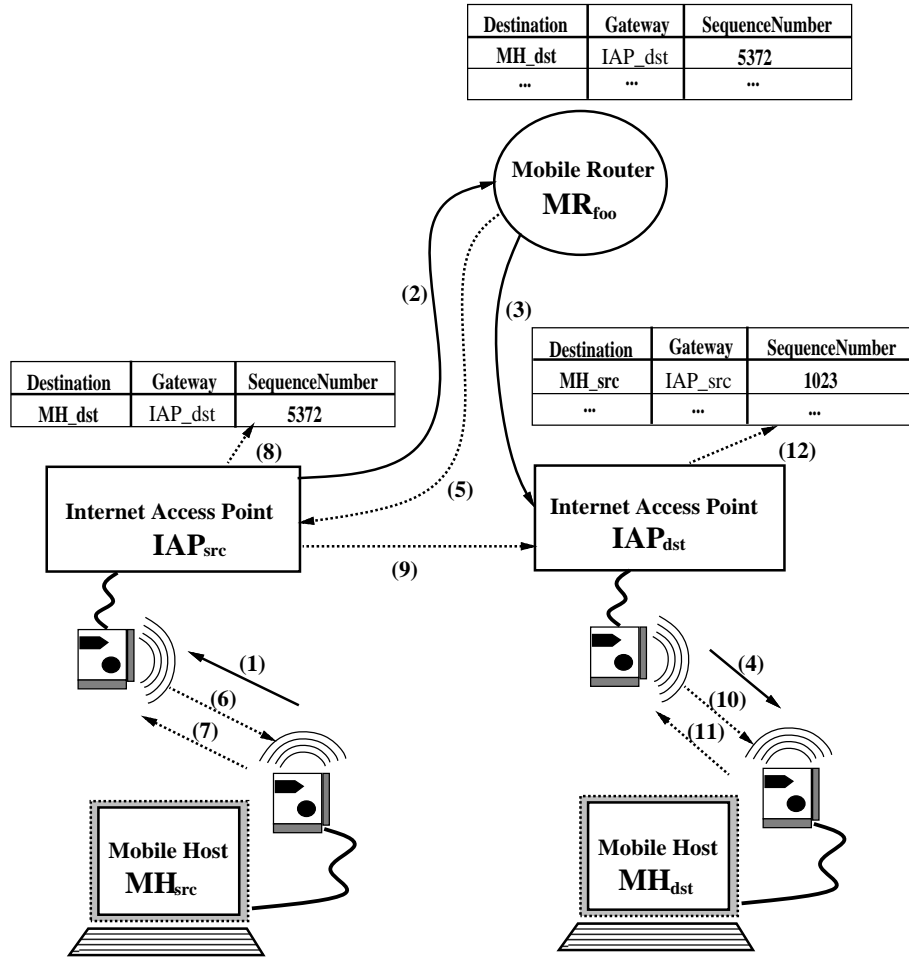 Destination Gateway SequenceNumber
MH_dst IAP_dst 5372
... ... ...
Mobile Router
MRfoo
(2)
(3)
Destination Gateway SequenceNumber
MH_src IAP_src 1023
... ... ...
Destination Gateway SequenceNumber
MH_dst IAP_dst 5372
(8)
(12)
(5)
Internet Access Point
IAPsrc
Internet Access Point
IAPdst
(9)
(1)
(6)
(7)
(4)
(10)
(11)
Mobile Host
MHsrc
Mobile Host
MHdst